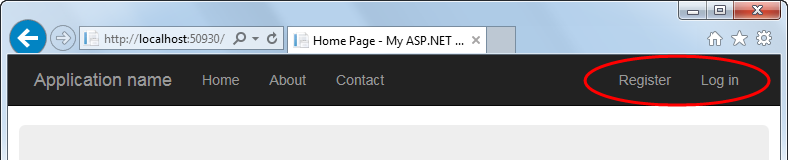 http://localhost:50930/
Home Page - My ASP.NET ...
Application name Home About Contact Register Log in